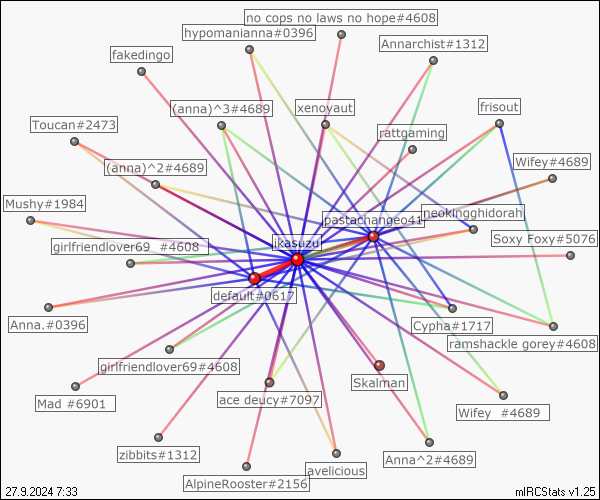 no cops no laws no hope#4608
hypomanianna#0396
Annarchist#1312
fakedingo
(anna)^3#4689
xenoyaut
frisout
Toucan#2473
rattgaming
(anna)^2#4689
Wifey#4689
Mushy#1984
pastachangeo41
neokingghidorah
girlfriendlover69_#4608
ikasuzu
Soxy Foxy#5076
default#0617
Anna.#0396
Cypha#1717
ramshackle gorey#4608
girlfriendlover69#4608
Skalman
Mad #6901
ace deucy#7097
Wifey #4689
zibbits#1312
Anna^2#4689
avelicious
AlpineRooster#2156
27.9.2024 7:33
mIRCStats v1.25